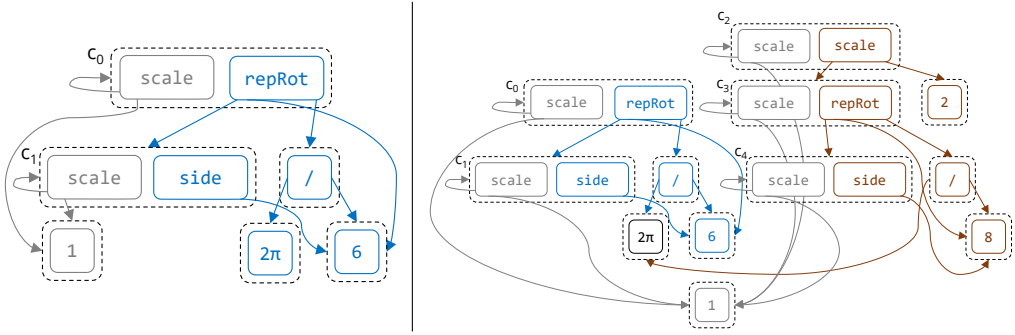 c0
scale repRot
c1
scale side /
1 2π 6
c2
scale scale
c0
scale repRot
c3
scale repRot 2
c1
scale side /
c4
scale side /
2π 6 8
1